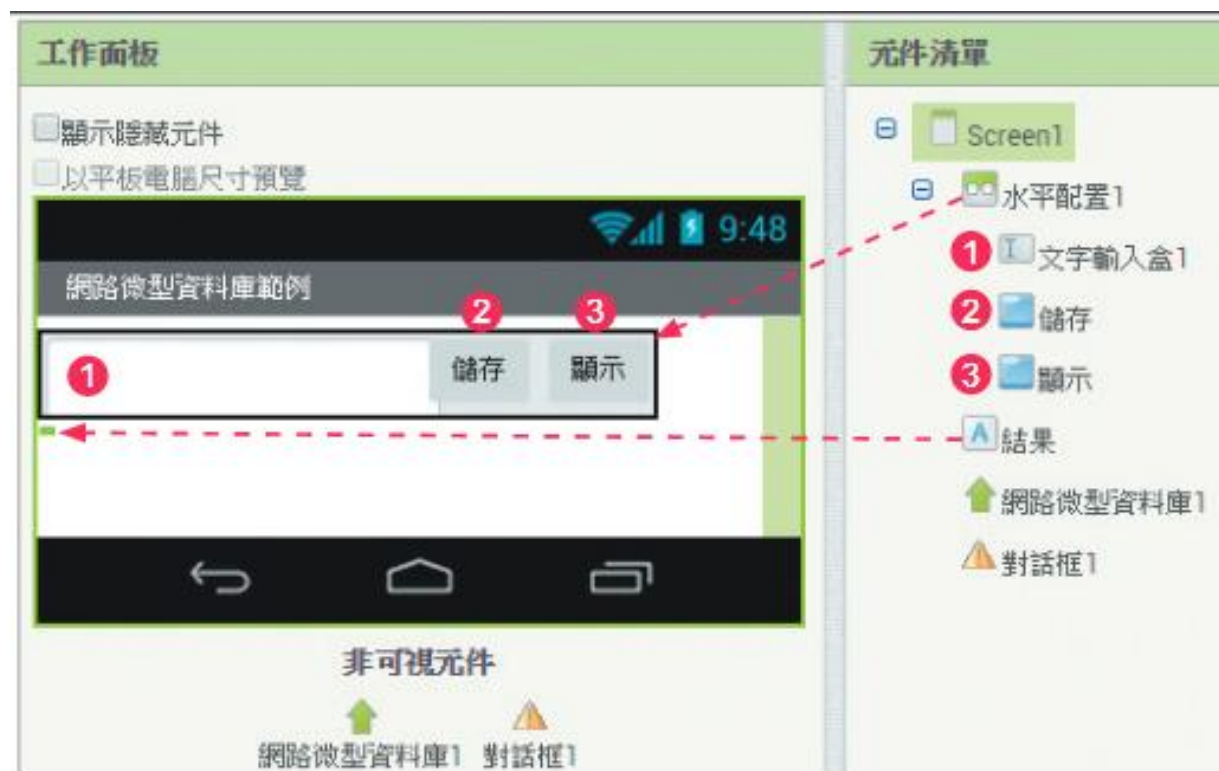 工作面板
顯示隱藏元件
以平板電腦尺寸預覽
9:48
網路微型資料庫範例
2 3
1 儲存 顯示
非可視元件
網路微型資料庫1 對話框1
元件清單
Screen1
水平配置1
1 文字輸入盒1
2 儲存
3 顯示
A 結果
網路微型資料庫1
對話框1